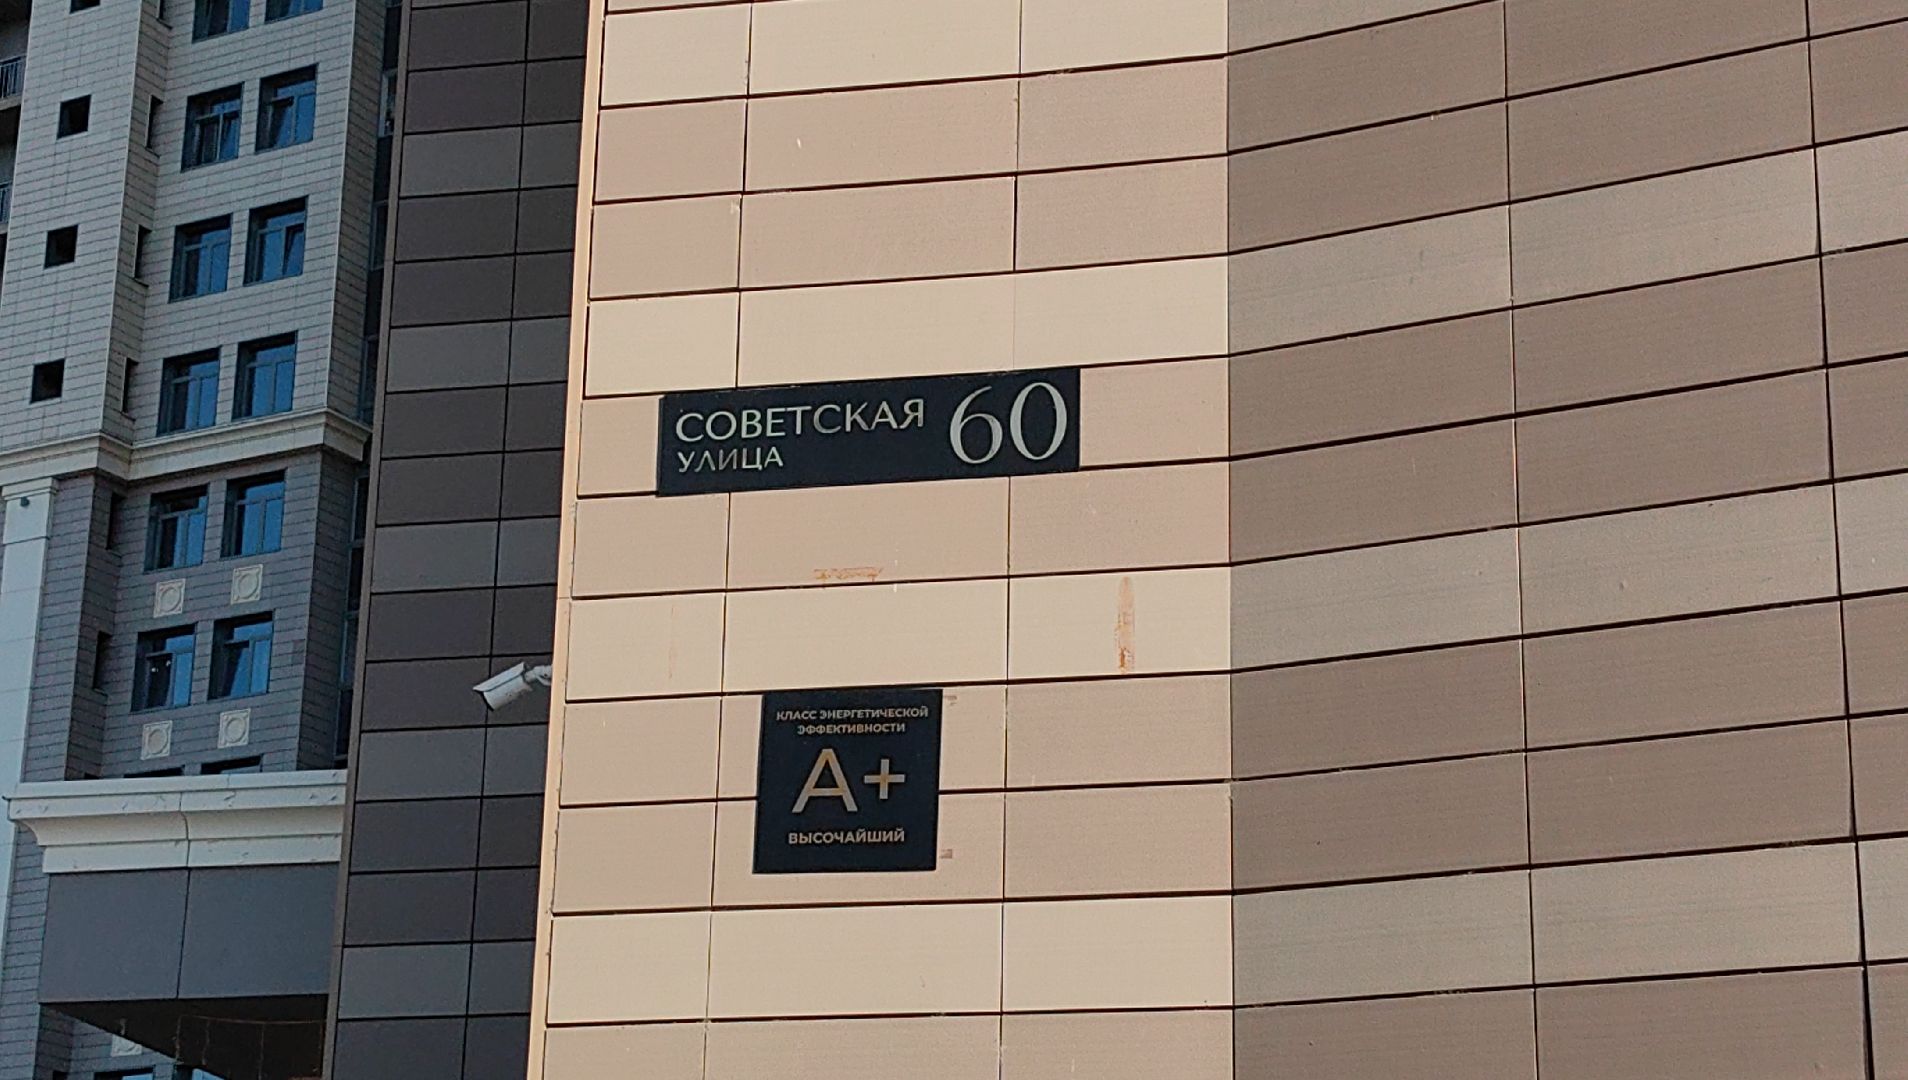 СОВЕТСКАЯ 60
УЛИЦА
КЛАСС ЭНЕРГЕТИЧЕСКОЙ
ЭФФЕКТИВНОСТИ
A+
ВЫСОЧАЙШИЙ